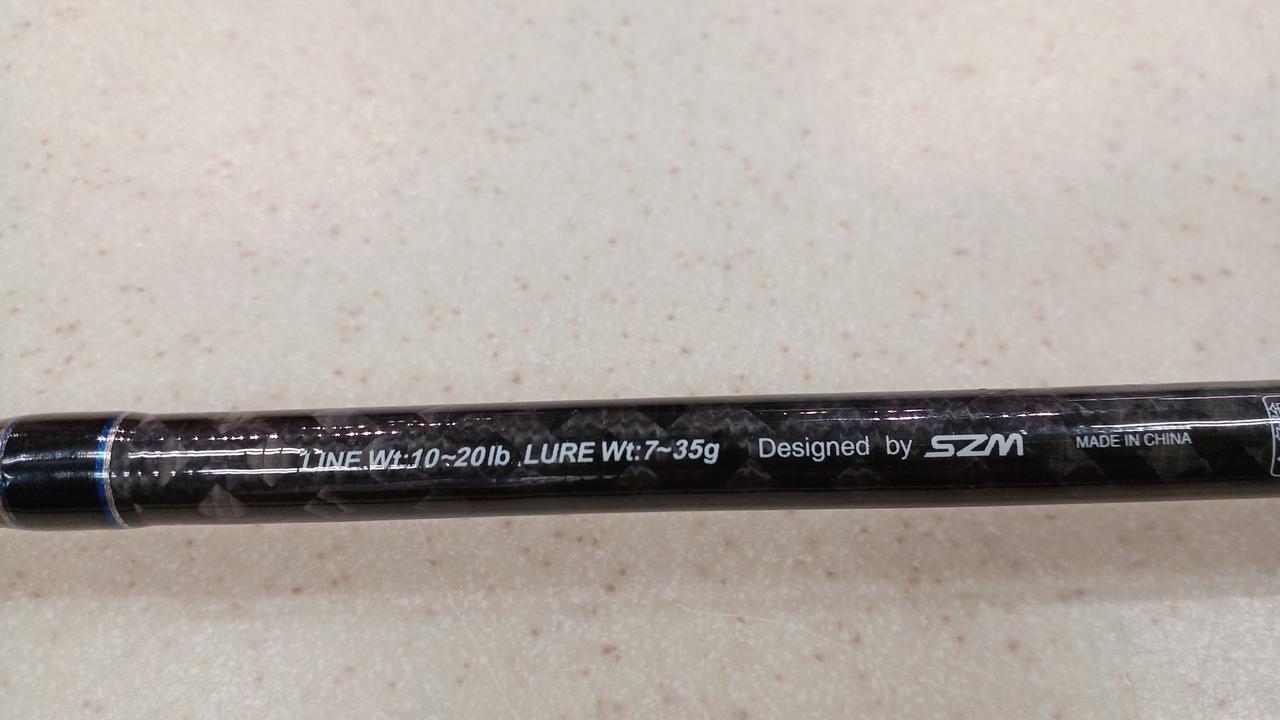 LINE Wt:10~20lb LURE Wt:7~35g Designed by SZM MADE IN CHINA